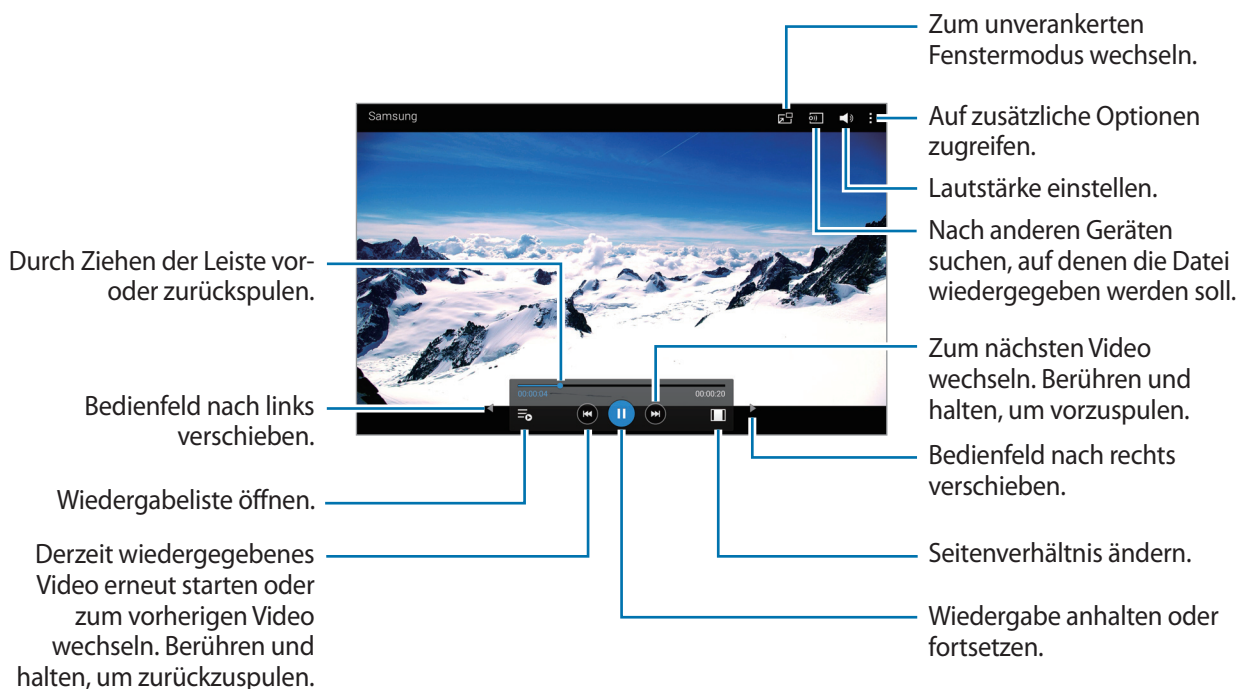 Zum unverankerten
Fenstermodus wechseln.
Samsung
Auf zusätzliche Optionen
zugreifen.
Lautstärke einstellen.
Nach anderen Geräten
suchen, auf denen die Datei
wiedergegeben werden soll.
Durch Ziehen der Leiste vor-
oder zurückspulen.
Zum nächsten Video
wechseln. Berühren und
halten, um vorzuspulen.
00:00:04
00:00:20
Bedienfeld nach links
verschieben.
Bedienfeld nach rechts
verschieben.
Wiedergabeliste öffnen.
Derzeit wiedergegebenes
Video erneut starten oder
zum vorherigen Video
wechseln. Berühren und
halten, um zurückzuspulen.
Seitenverhältnis ändern.
Wiedergabe anhalten oder
fortsetzen.